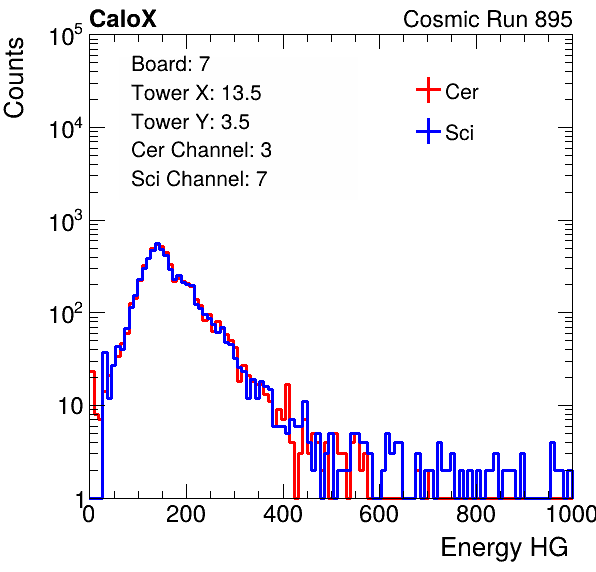 CaloX Cosmic Run 895
Board: 7
Tower X: 13.5
Tower Y: 3.5
Cer Channel: 3
Sci Channel: 7
Cer
Sci
Counts
10^5
10^4
10^3
10^2
10
1
0 200 400 600 800 1000
Energy HG